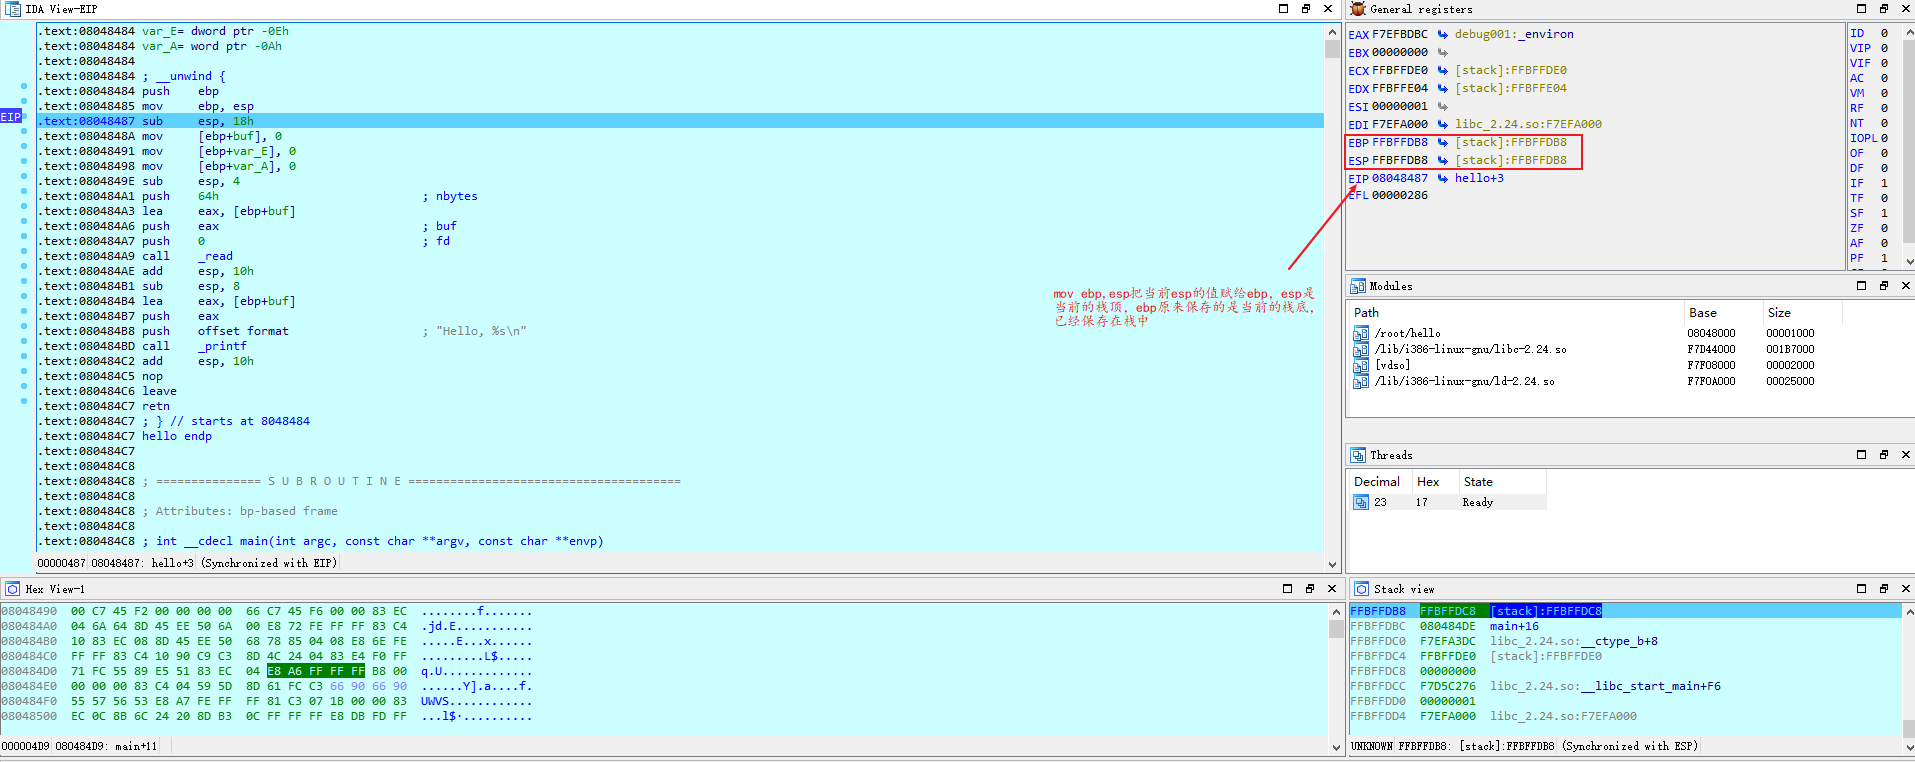 IDA View-EIP
.text:08048484 var_E= dword ptr -0Eh
.text:08048484 var_A= word ptr -0Ah
.text:08048484
.text:08048484 ; __unwind {
.text:08048484 push    ebp
.text:08048485 mov     ebp, esp
EIP
.text:08048487 sub     esp, 18h
.text:0804848A mov     [ebp+buf], 0
.text:08048491 mov     [ebp+var_E], 0
.text:08048498 mov     [ebp+var_A], 0
.text:0804849E sub     esp, 4
.text:080484A1 push    64h                             ; nbytes
.text:080484A3 lea     eax, [ebp+buf]
.text:080484A6 push    eax                             ; buf
.text:080484A7 push    0                               ; fd
.text:080484A9 call    _read
.text:080484AE add     esp, 10h
.text:080484B1 sub     esp, 8
.text:080484B4 lea     eax, [ebp+buf]
.text:080484B7 push    eax
.text:080484B8 push    offset format                   ; "Hello, %s\n"
.text:080484BD call    _printf
.text:080484C2 add     esp, 10h
.text:080484C5 nop
.text:080484C6 leave
.text:080484C7 retn
.text:080484C7 ; } // starts at 8048484
.text:080484C7 hello endp
.text:080484C7
.text:080484C8
.text:080484C8 ; =============== S U B R O U T I N E =======================================
.text:080484C8
.text:080484C8 ; Attributes: bp-based frame
.text:080484C8
.text:080484C8 ; int __cdecl main(int argc, const char **argv, const char **envp)
00000487 08048487: hello+3 (Synchronized with EIP)
mov ebp,esp把当前esp的值赋给ebp, esp是
当前的栈顶, ebp原来保存的是当前的栈底,
已经保存在栈中
General registers
EAX F7EFBDBC debug001:_environ
EBX 00000000
ECX FFBFFDE0 [stack]:FFBFFDE0
EDX FFBFFE04 [stack]:FFBFFE04
ESI 00000001
EDI F7EFA000 libc_2.24.so:F7EFA000
EBP FFBFFDB8 [stack]:FFBFFDB8
ESP FFBFFDB8 [stack]:FFBFFDB8
EIP 08048487 hello+3
EFL 00000286
ID 0
VIP 0
VIF 0
AC 0
VM 0
RF 0
NT 0
IOPL 0
OF 0
DF 0
IF 1
TF 0
SF 1
ZF 0
AF 0
PF 1
Modules
Path Base Size
/root/hello 08048000 00001000
/lib/i386-linux-gnu/libc-2.24.so F7D44000 001B7000
[vdso] F7F08000 00002000
/lib/i386-linux-gnu/ld-2.24.so F7F0A000 00025000
Threads
Decimal Hex State
23 17 Ready
Hex View-1
08048490 00 C7 45 F2 00 00 00 00 66 C7 45 F6 00 00 83 EC ........f.......
080484A0 04 6A 64 8D 45 EE 50 6A 00 E8 72 FE FF FF 83 C4 .jd.E...........
080484B0 10 83 EC 08 8D 45 EE 50 68 78 85 04 08 E8 6E FE .....E...x......
080484C0 FF FF 83 C4 10 90 C9 C3 8D 4C 24 04 83 E4 F0 FF .........L$.....
080484D0 71 FC 55 89 E5 51 83 EC 04 E8 A6 FF FF FF B8 00 q.U.............
080484E0 00 00 00 83 C4 04 59 5D 8D 61 FC C3 66 90 66 90 ......Y].a....f.
080484F0 55 57 56 53 E8 A7 FE FF FF 81 C3 07 1B 00 00 83 UWVS............
08048500 EC 0C 8B 6C 24 20 8D B3 0C FF FF FF E8 DB FD FF ...l$...........
000004D9 080484D9: main+11
Stack view
FFBFFDB8 FFBFFDC8 [stack]:FFBFFDC8
FFBFFDBC 080484DE main+16
FFBFFDC0 F7EFA3DC libc_2.24.so:__ctype_b+8
FFBFFDC4 FFBFFDE0 [stack]:FFBFFDE0
FFBFFDC8 00000000
FFBFFDCC F7D5C276 libc_2.24.so:__libc_start_main+F6
FFBFFDD0 00000001
FFBFFDD4 F7EFA000 libc_2.24.so:F7EFA000
UNKNOWN FFBFFDB8: [stack]:FFBFFDB8 (Synchronized with ESP)